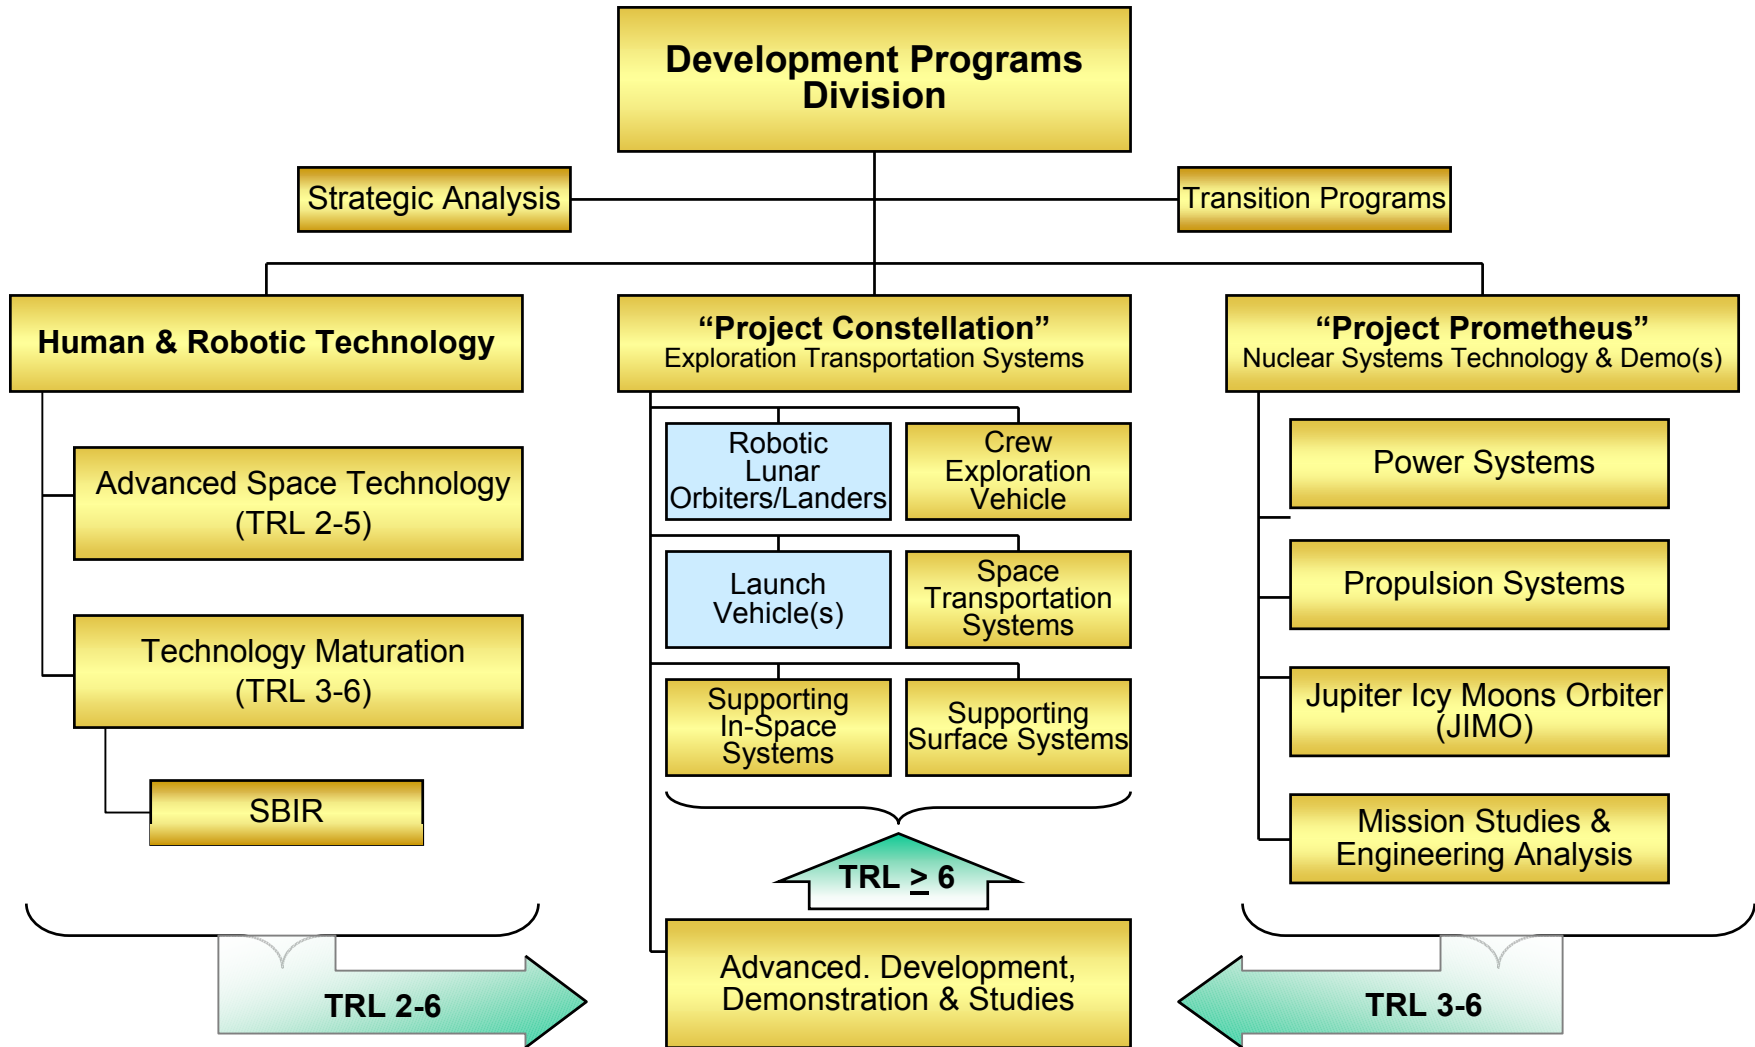 Development Programs
Division
Strategic Analysis
Transition Programs
Human & Robotic Technology
“Project Constellation”
Exploration Transportation Systems
“Project Prometheus”
Nuclear Systems Technology & Demo(s)
Advanced Space Technology
(TRL 2-5)
Technology Maturation
(TRL 3-6)
SBIR
Robotic
Lunar
Orbiters/Landers
Crew
Exploration
Vehicle
Launch
Vehicle(s)
Space
Transportation
Systems
Supporting
In-Space
Systems
Supporting
Surface Systems
TRL ≥ 6
Advanced. Development,
Demonstration & Studies
Power Systems
Propulsion Systems
Jupiter Icy Moons Orbiter
(JIMO)
Mission Studies &
Engineering Analysis
TRL 2-6
TRL 3-6